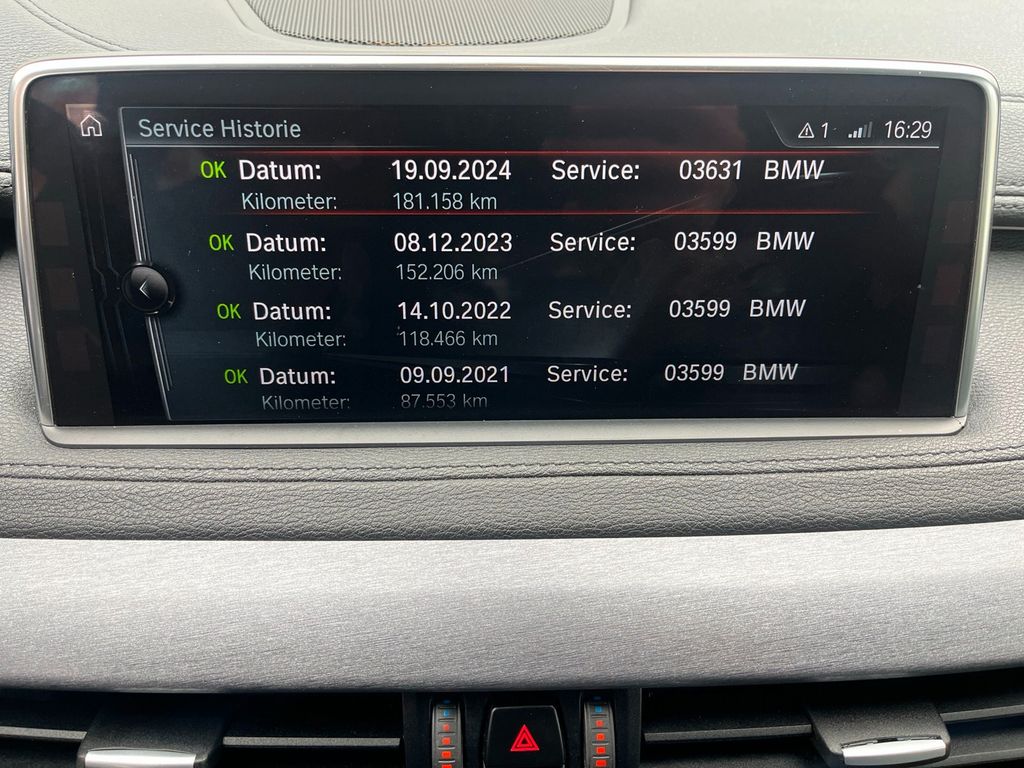 Service Historie 1 16:29
OK Datum: 19.09.2024 Service: 03631 BMW
Kilometer: 181.158 km
OK Datum: 08.12.2023 Service: 03599 BMW
Kilometer: 152.206 km
OK Datum: 14.10.2022 Service: 03599 BMW
Kilometer: 118.466 km
OK Datum: 09.09.2021 Service: 03599 BMW
Kilometer: 87.553 km